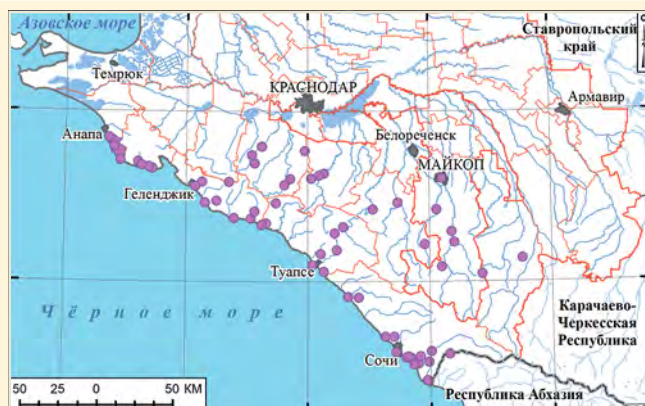 Азовское море
Ставропольский
край
Темрюк
КРАСНОДАР
Армавир
Анапа
Белореченск
МАЙКОП
Геленджик
Туапсе
Чёрное море
Карачаево-
Черкесская
Республика
Сочи
50 25 0 50 КМ
Республика Абхазия